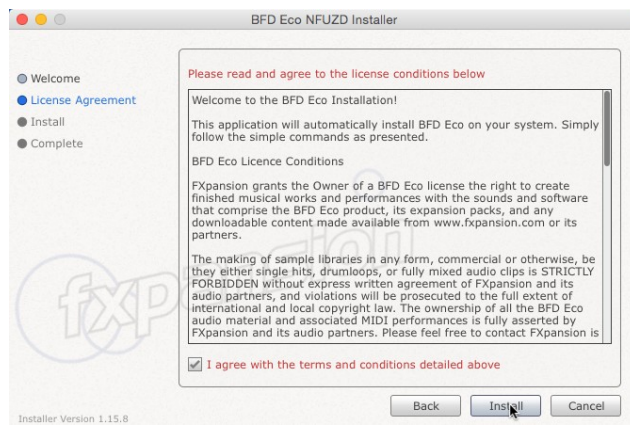 BFD Eco NFUZD Installer
Welcome
License Agreement
Install
Complete
Please read and agree to the license conditions below
Welcome to the BFD Eco Installation!
This application will automatically install BFD Eco on your system. Simply
follow the simple commands as presented.
BFD Eco Licence Conditions
FXpansion grants the Owner of a BFD Eco license the right to create
finished musical works and performances with the sounds and software
that comprise the BFD Eco product, its expansion packs, and any
downloadable content made available from www.fxpansion.com or its
partners.
The making of sample libraries in any form, commercial or otherwise, be
they either single hits, drumloops, or fully mixed audio clips is STRICTLY
FORBIDDEN without express written agreement of FXpansion and its
audio partners, and violations will be prosecuted to the full extent of
international and local copyright law. The ownership of all the BFD Eco
audio material and associated MIDI performances is fully asserted by
FXpansion and its audio partners. Please feel free to contact FXpansion is
fxpansion
I agree with the terms and conditions detailed above
Back
Install
Cancel
Installer Version 1.15.8